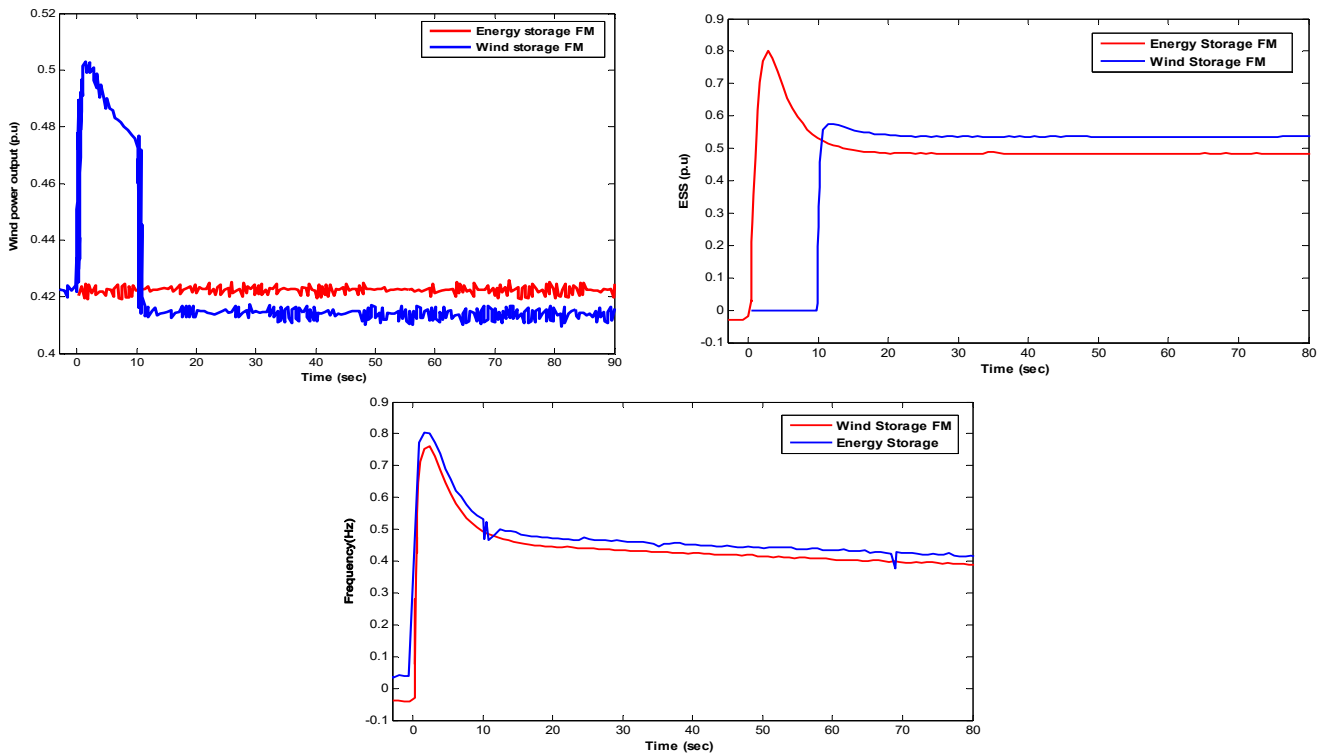 0.52
0.5
0.48
0.46
0.44
0.42
0.4
Wind power output (p.u)
Energy storage FM
Wind storage FM
0 10 20 30 40 50 60 70 80 90
Time (sec)
0.9
0.8
0.7
0.6
0.5
0.4
0.3
0.2
0.1
0
-0.1
ESS (p.u)
Energy Storage FM
Wind Storage FM
0 10 20 30 40 50 60 70 80
Time (sec)
0.9
0.8
0.7
0.6
0.5
0.4
0.3
0.2
0.1
0
-0.1
Frequency(Hz)
Wind Storage FM
Energy Storage
0 10 20 30 40 50 60 70 80
Time (sec)